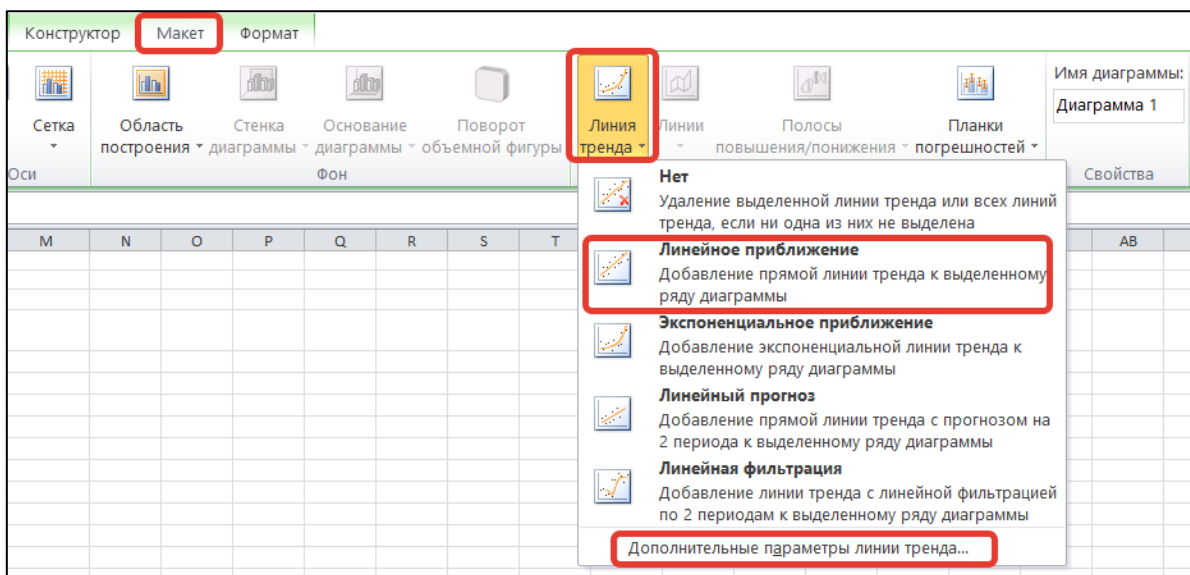 Конструктор Макет Формат
Имя диаграммы:
Диаграмма 1
Сетка Область построения Стенка диаграммы Основание диаграммы Поворот объемной фигуры Линия тренда Линии Полосы повышения/понижения Планки погрешностей
Оси Фон Свойства
Нет
Удаление выделенной линии тренда или всех линий
тренда, если ни одна из них не выделена
M N O P Q R S T AB
Линейное приближение
Добавление прямой линии тренда к выделенному
ряду диаграммы
Экспоненциальное приближение
Добавление экспоненциальной линии тренда к
выделенному ряду диаграммы
Линейный прогноз
Добавление прямой линии тренда с прогнозом на
2 периода к выделенному ряду диаграммы
Линейная фильтрация
Добавление линии тренда с линейной фильтрацией
по 2 периодам к выделенному ряду диаграммы
Дополнительные параметры линии тренда...